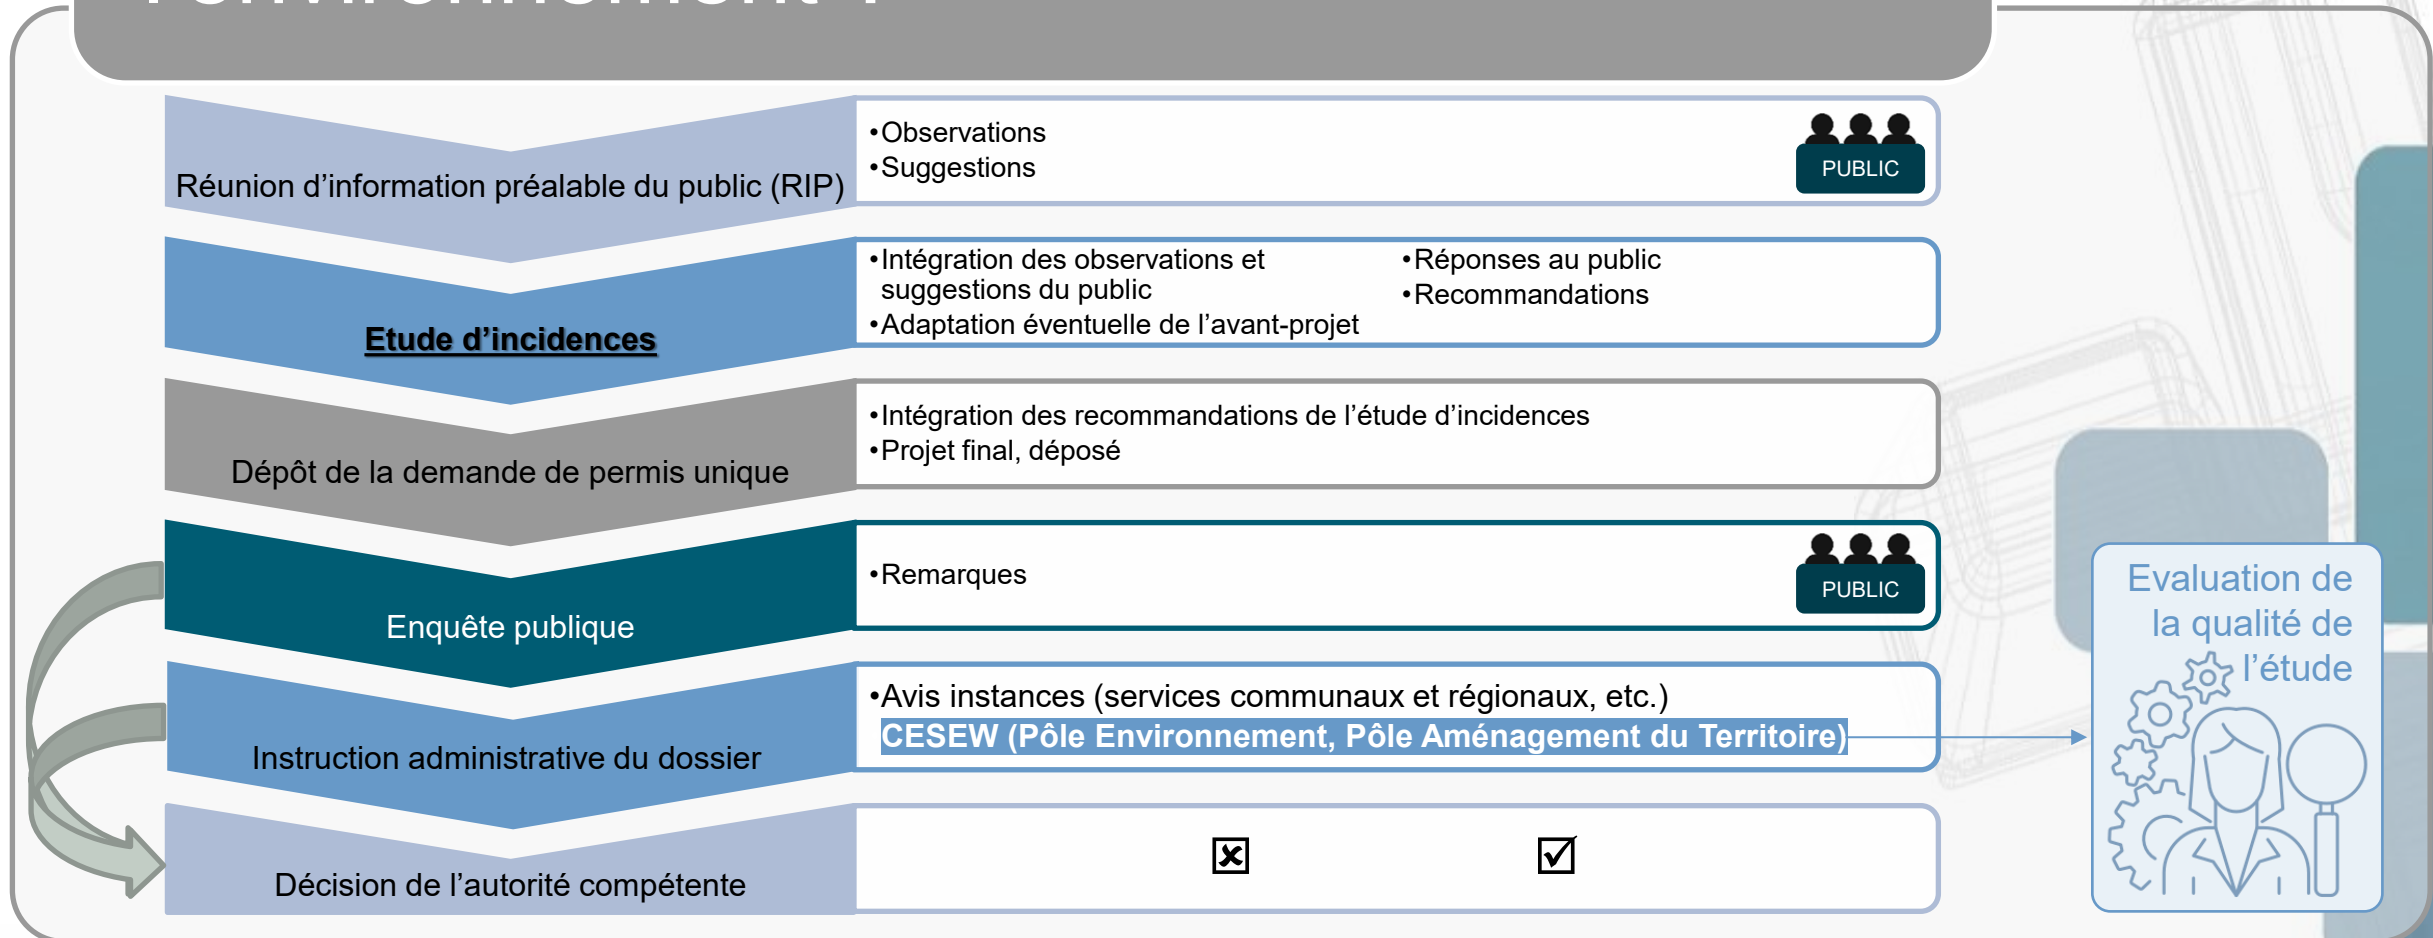 Réunion d’information préalable du public (RIP)
•Observations
•Suggestions
PUBLIC
Etude d’incidences
•Intégration des observations et
suggestions du public
•Adaptation éventuelle de l’avant-projet
•Réponses au public
•Recommandations
Dépôt de la demande de permis unique
•Intégration des recommandations de l’étude d’incidences
•Projet final, déposé
Enquête publique
•Remarques
PUBLIC
Instruction administrative du dossier
•Avis instances (services communaux et régionaux, etc.)
CESEW (Pôle Environnement, Pôle Aménagement du Territoire)
Evaluation de
la qualité de
l’étude
Décision de l’autorité compétente